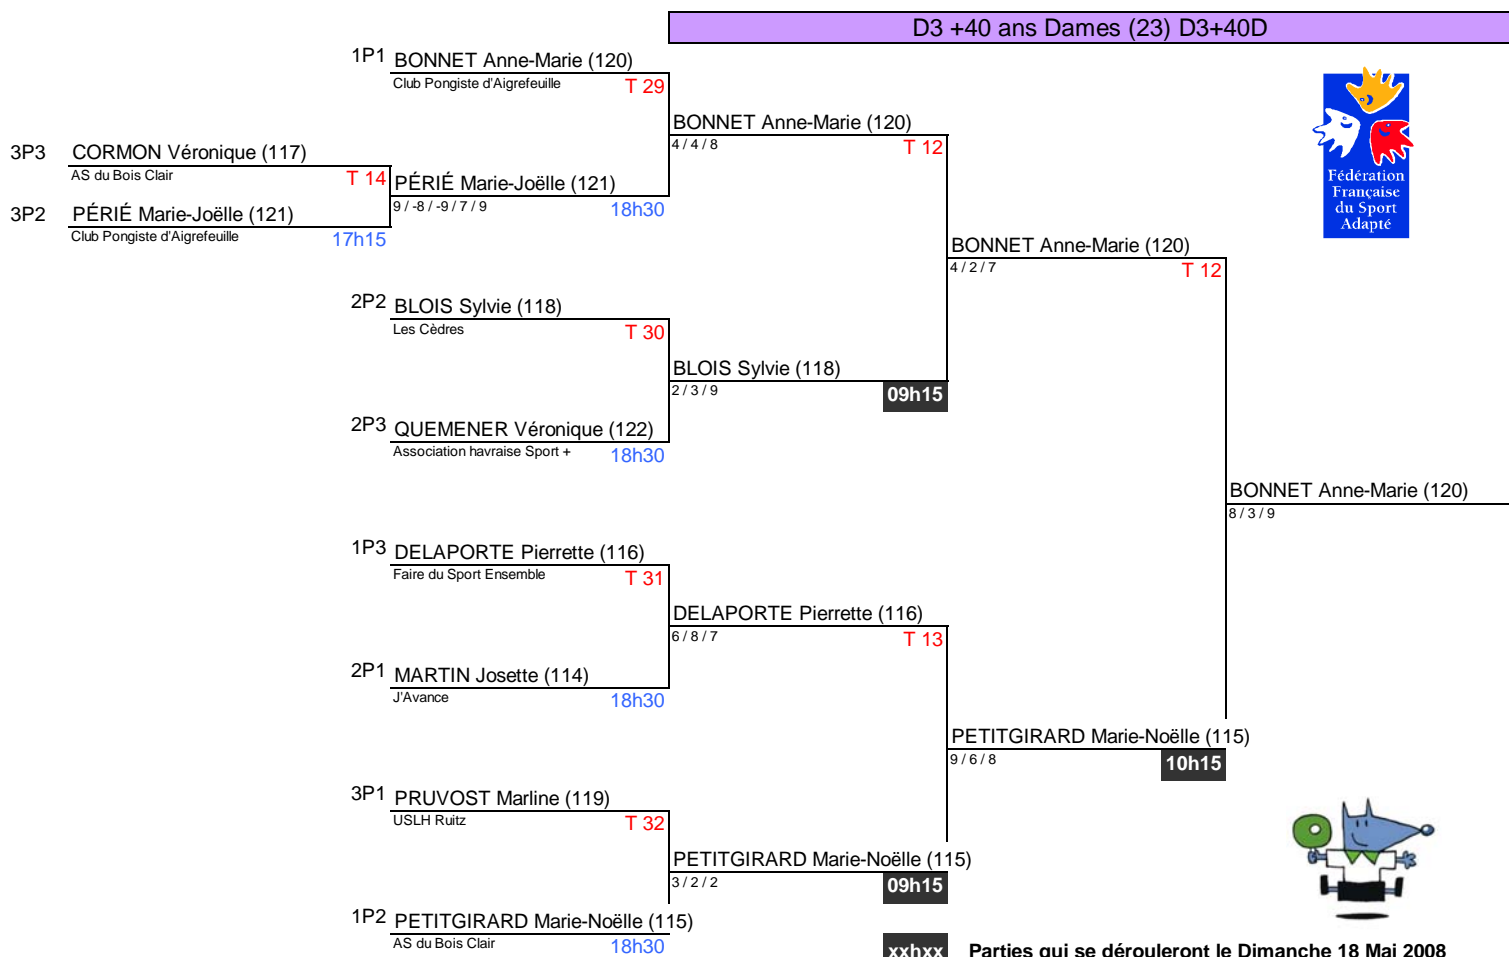 D3 +40 ans Dames (23) D3+40D
1P1 BONNET Anne-Marie (120)
Club Pongiste d'Aigrefeuille T 29
BONNET Anne-Marie (120)
4 / 4 / 8 T 12
3P3 CORMON Véronique (117)
AS du Bois Clair T 14
PÉRIÉ Marie-Joëlle (121)
9 / -8 / -9 / 7 / 9 18h30
3P2 PÉRIÉ Marie-Joëlle (121)
Club Pongiste d'Aigrefeuille 17h15
Fédération
Française
du Sport
Adapté
BONNET Anne-Marie (120)
4 / 2 / 7 T 12
2P2 BLOIS Sylvie (118)
Les Cèdres T 30
BLOIS Sylvie (118)
2 / 3 / 9 09h15
2P3 QUEMENER Véronique (122)
Association havraise Sport + 18h30
BONNET Anne-Marie (120)
8 / 3 / 9
1P3 DELAPORTE Pierrette (116)
Faire du Sport Ensemble T 31
DELAPORTE Pierrette (116)
6 / 8 / 7 T 13
2P1 MARTIN Josette (114)
J'Avance 18h30
PETITGIRARD Marie-Noëlle (115)
9 / 6 / 8 10h15
3P1 PRUVOST Marline (119)
USLH Ruitz T 32
PETITGIRARD Marie-Noëlle (115)
3 / 2 / 2 09h15
1P2 PETITGIRARD Marie-Noëlle (115)
AS du Bois Clair 18h30
xxhxx Parties qui se dérouleront le Dimanche 18 Mai 2008